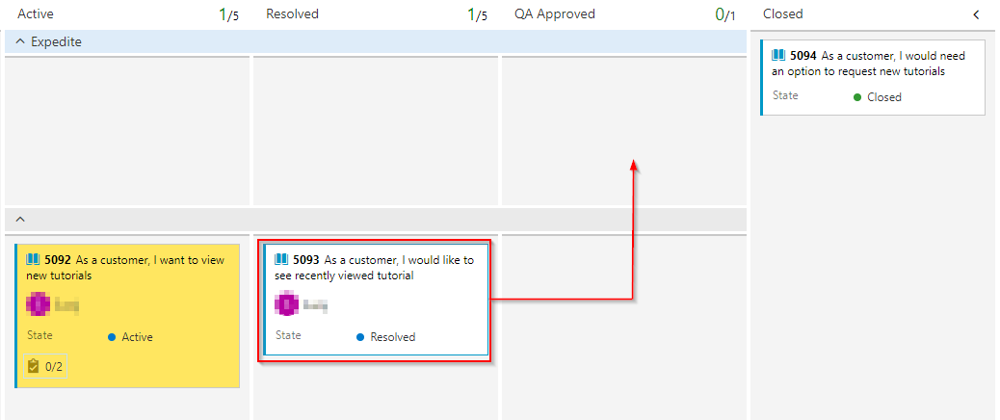 Active 1/5 Resolved 1/5 QA Approved 0/1 Closed
Expedite
5094 As a customer, I would need
an option to request new tutorials
State Closed
5092 As a customer, I want to view
new tutorials
State Active
0/2
5093 As a customer, I would like to
see recently viewed tutorial
State Resolved